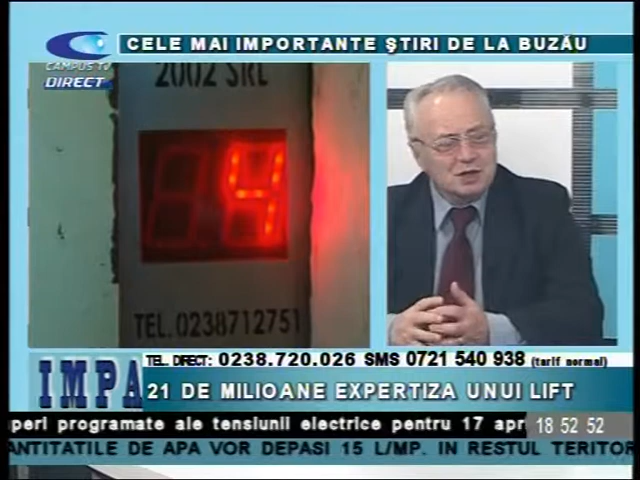 CELE MAI IMPORTANTE ŞTIRI DE LA BUZĂU
CAMPUS TV
DIRECT
2002 SRL
4
TEL.0238712751
TEL. DIRECT: 0238.720.026 SMS 0721 540 938 (tarif normal)
IMPA
21 DE MILIOANE EXPERTIZA UNUI LIFT
peri programate ale tensiunii electrice pentru 17 apr
18 52 52
ANTITATILE DE APA VOR DEPASI 15 L/MP. IN RESTUL TERITOR